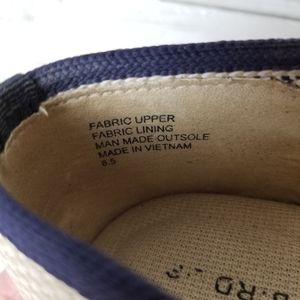 FABRIC UPPER
FABRIC LINING
MAN MADE OUTSOLE
MADE IN VIETNAM
8.5